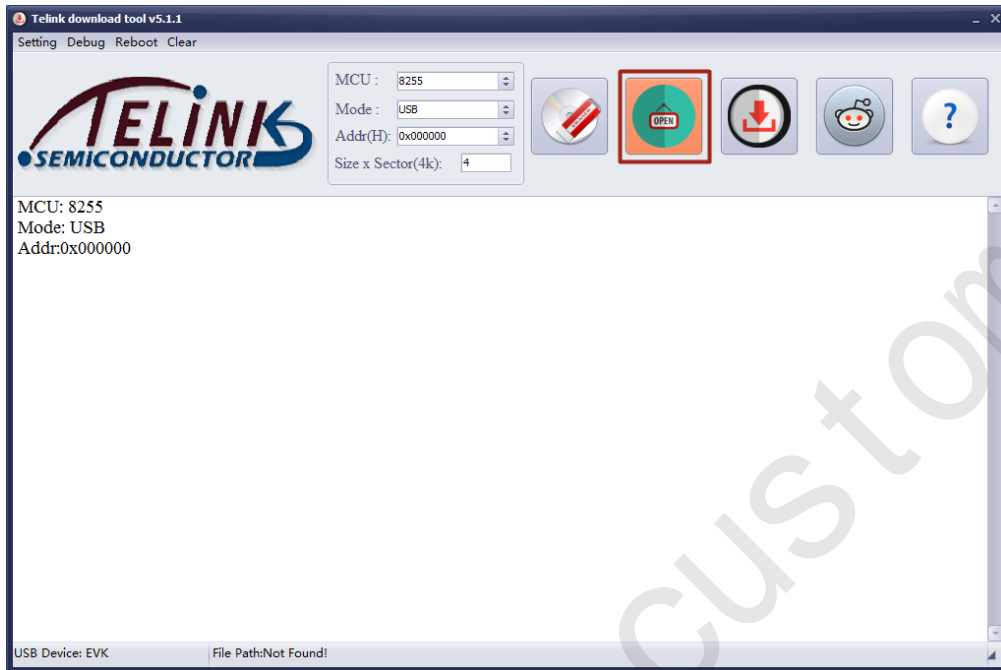 Telink download tool v5.1.1
Setting Debug Reboot Clear
TELINK
SEMICONDUCTOR
MCU : 8255
Mode : USB
Addr(H): 0x000000
Size x Sector(4k): 4
OPEN
?
MCU: 8255
Mode: USB
Addr:0x000000
custom
USB Device: EVK File Path:Not Found!